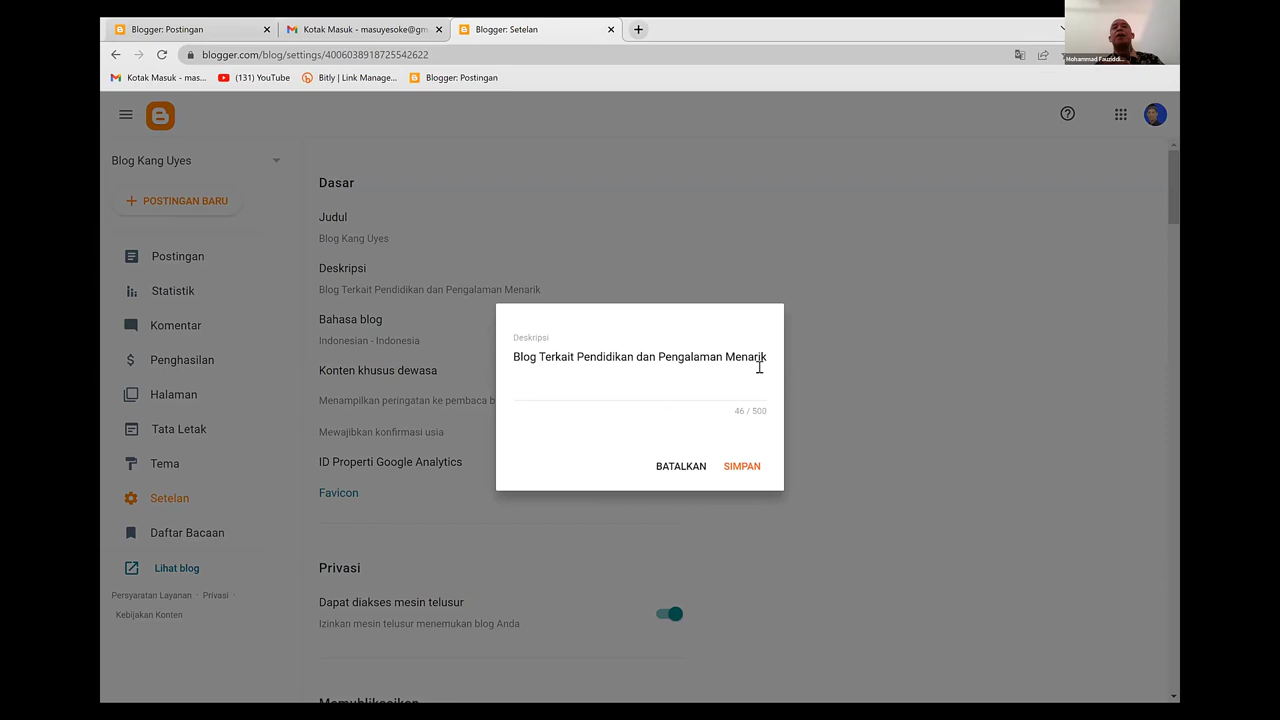 Blogger: Postingan
Kotak Masuk - masuyesoke@gm
Blogger: Setelan
blogger.com/blog/settings/4006038918725542622
Kotak Masuk - mas...
(131) YouTube
Bitly | Link Manage...
Blogger: Postingan
Mohammad Fauziddi...
Blog Kang Uyes
+ POSTINGAN BARU
Postingan
Statistik
Komentar
Penghasilan
Halaman
Tata Letak
Tema
Setelan
Daftar Bacaan
Lihat blog
Persyaratan Layanan · Privasi ·
Kebijakan Konten
Dasar
Judul
Blog Kang Uyes
Deskripsi
Blog Terkait Pendidikan dan Pengalaman Menarik
Bahasa blog
Indonesian - Indonesia
Konten khusus dewasa
Menampilkan peringatan ke pembaca b
Mewajibkan konfirmasi usia
ID Properti Google Analytics
Favicon
Privasi
Dapat diakses mesin telusur
Izinkan mesin telusur menemukan blog Anda
Memublikasikan
Deskripsi
Blog Terkait Pendidikan dan Pengalaman Menarik
46 / 500
BATALKAN
SIMPAN